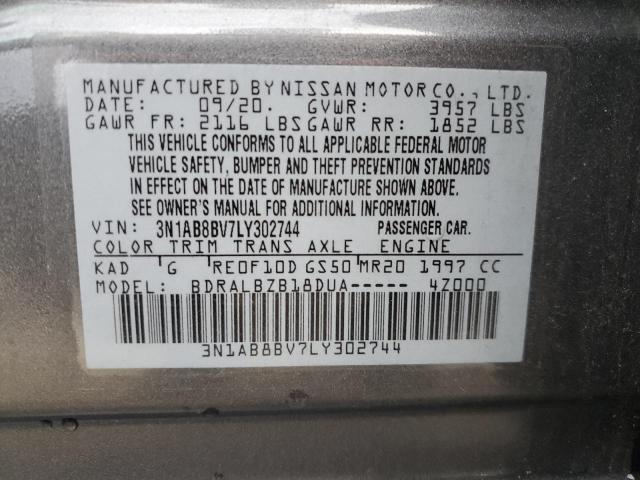 MANUFACTURED BY NISSAN MOTOR CO., LTD.
DATE: 09/20. GVWR: 3957 LBS
GAWR FR: 2116 LBS GAWR RR: 1852 LBS
THIS VEHICLE CONFORMS TO ALL APPLICABLE FEDERAL MOTOR
VEHICLE SAFETY, BUMPER AND THEFT PREVENTION STANDARDS
IN EFFECT ON THE DATE OF MANUFACTURE SHOWN ABOVE.
SEE OWNER'S MANUAL FOR ADDITIONAL INFORMATION.
VIN: 3N1AB8BV7LY302744 PASSENGER CAR.
COLOR TRIM TRANS AXLE ENGINE
KAD G RE0F10D GS50 MR20 1997 CC
MODEL: BDRALBZB18DUA----- 4Z000
3N1AB8BV7LY302744